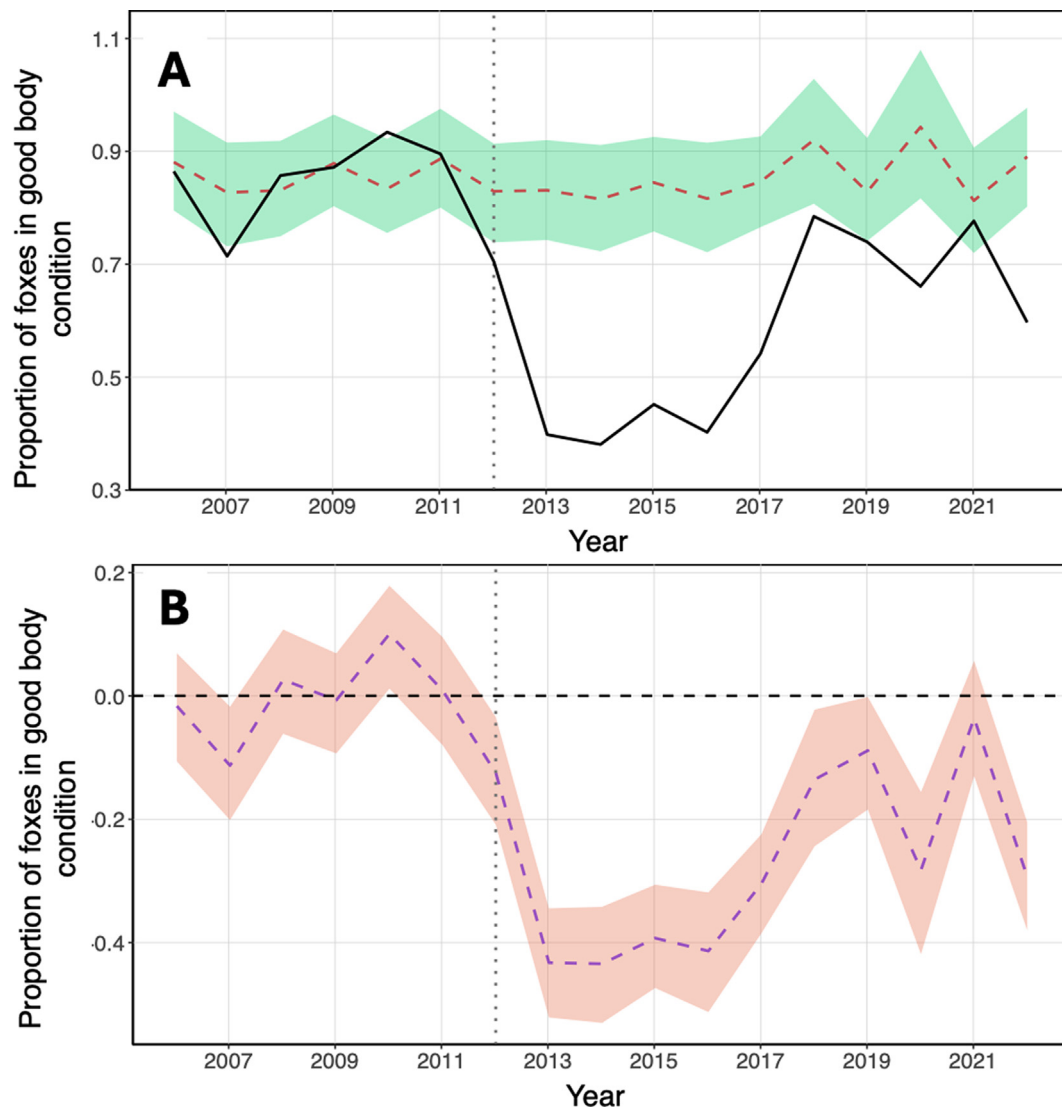 A
Proportion of foxes in good body
condition
1.1
0.9
0.7
0.5
0.3
2007 2009 2011 2013 2015 2017 2019 2021
Year
B
Proportion of foxes in good body
condition
0.2
0.0
-0.2
-0.4
2007 2009 2011 2013 2015 2017 2019 2021
Year